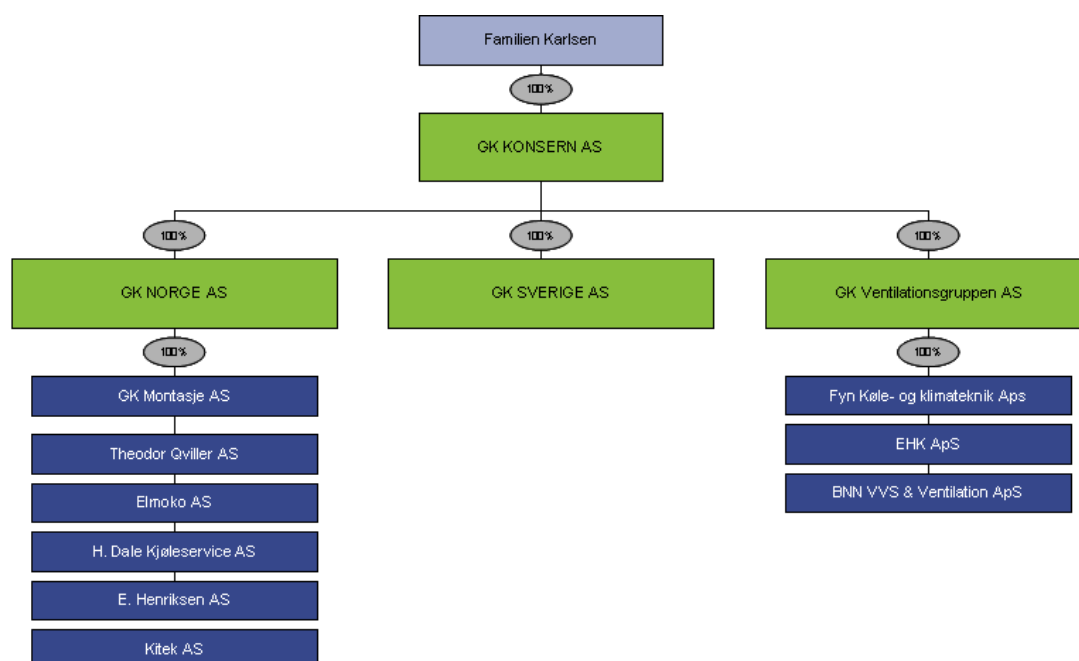 Familien Karlsen
100%
GK KONSERN AS
100%
100%
100%
GK NORGE AS
GK SVERIGE AS
GK Ventilationsgruppen AS
100%
100%
GK Montasje AS
Theodor Qviller AS
Elmoko AS
H. Dale Kjøleservice AS
E. Henriksen AS
Kitek AS
Fyn Køle- og klimateknik Aps
EHK ApS
BNN VVS & Ventilation ApS